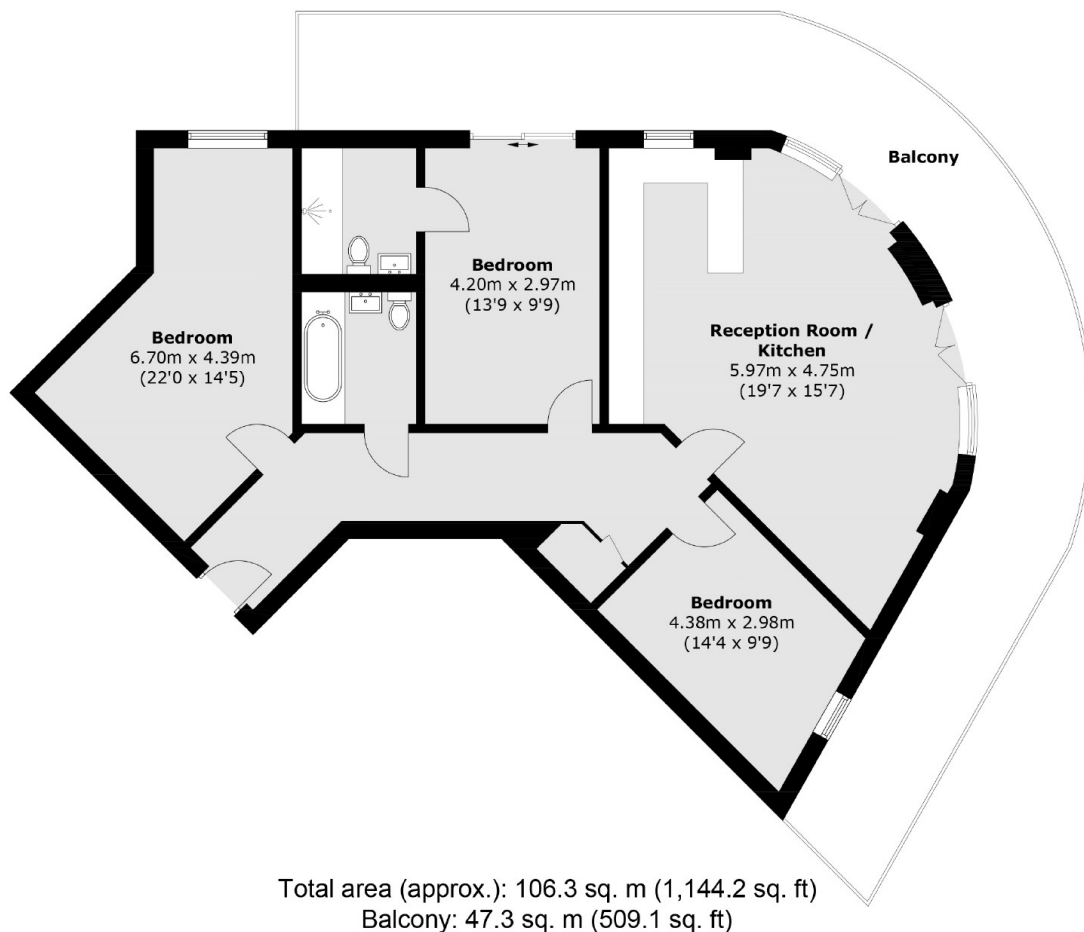 Balcony
Bedroom
4.20m x 2.97m
(13'9 x 9'9)
Bedroom
6.70m x 4.39m
(22'0 x 14'5)
Reception Room /
Kitchen
5.97m x 4.75m
(19'7 x 15'7)
Bedroom
4.38m x 2.98m
(14'4 x 9'9)
Total area (approx.): 106.3 sq. m (1,144.2 sq. ft)
Balcony: 47.3 sq. m (509.1 sq. ft)